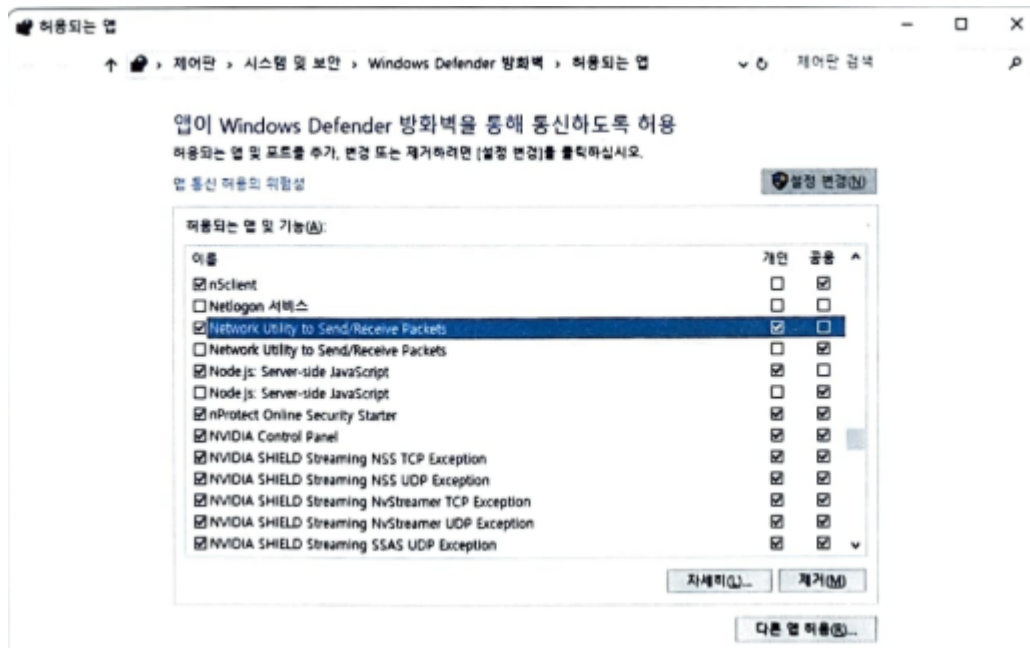 허용되는 앱
제어판 › 시스템 및 보안 › Windows Defender 방화벽 › 허용되는 앱
제어판 검색
앱이 Windows Defender 방화벽을 통해 통신하도록 허용
허용되는 앱 및 포트를 추가, 변경 또는 제거하려면 [설정 변경]을 클릭하십시오.
앱 통신 허용의 위험성
설정 변경(N)
허용되는 앱 및 기능(A):
이름 개인 공용
nSclient
Netlogon 서비스
Network Utility to Send/Receive Packets
Network Utility to Send/Receive Packets
Node.js: Server-side JavaScript
Node.js: Server-side JavaScript
nProtect Online Security Starter
NVIDIA Control Panel
NVIDIA SHIELD Streaming NSS TCP Exception
NVIDIA SHIELD Streaming NSS UDP Exception
NVIDIA SHIELD Streaming NvStreamer TCP Exception
NVIDIA SHIELD Streaming NvStreamer UDP Exception
NVIDIA SHIELD Streaming SSAS UDP Exception
자세히(L)... 제거(M)
다른 앱 허용(R)...